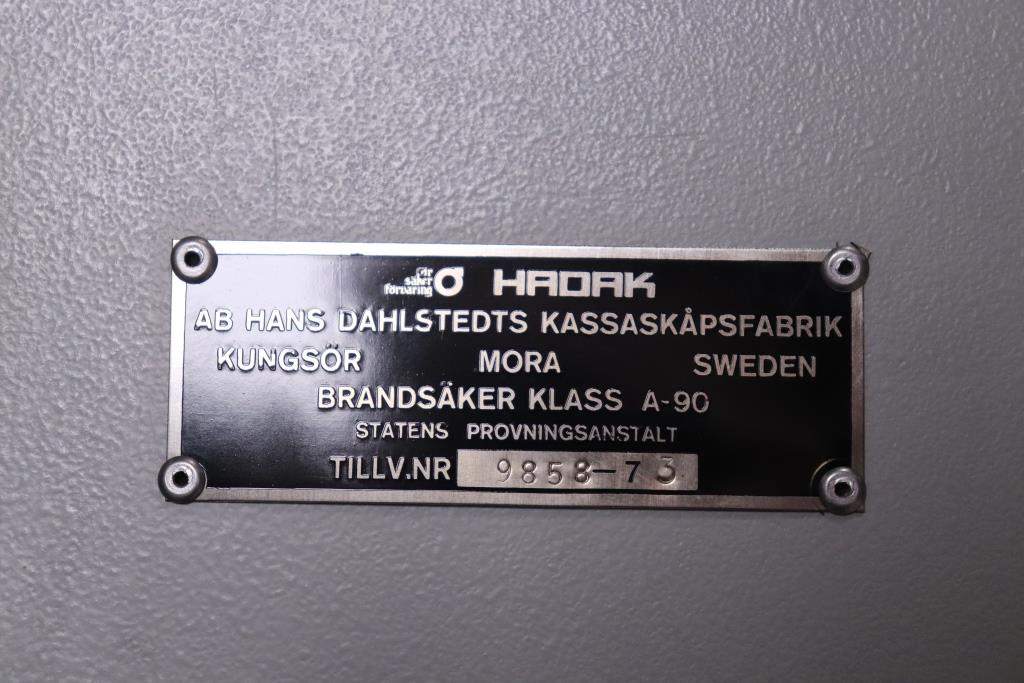 för
säker
förvaring
HADAK
AB HANS DAHLSTEDTS KASSASKÅPSFABRIK
KUNGSÖR MORA SWEDEN
BRANDSÄKER KLASS A-90
STATENS PROVNINGSANSTALT
TILLV.NR 9858-73